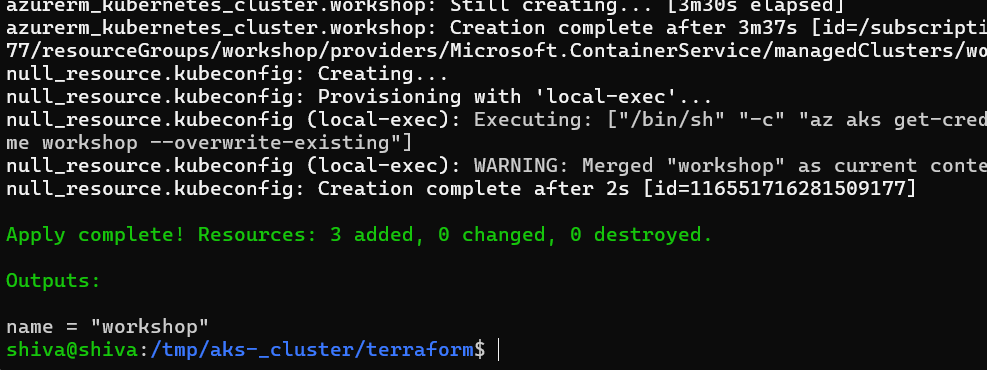 azurerm_kubernetes_cluster.workshop: Still creating... [3m30s elapsed]
azurerm_kubernetes_cluster.workshop: Creation complete after 3m37s [id=/subscripti
77/resourceGroups/workshop/providers/Microsoft.ContainerService/managedClusters/wo
null_resource.kubeconfig: Creating...
null_resource.kubeconfig: Provisioning with 'local-exec'...
null_resource.kubeconfig (local-exec): Executing: ["/bin/sh" "-c" "az aks get-cred
me workshop --overwrite-existing"]
null_resource.kubeconfig (local-exec): WARNING: Merged "workshop" as current conte
null_resource.kubeconfig: Creation complete after 2s [id=116551716281509177]
Apply complete! Resources: 3 added, 0 changed, 0 destroyed.
Outputs:
name = "workshop"
shiva@shiva:/tmp/aks-_cluster/terraform$